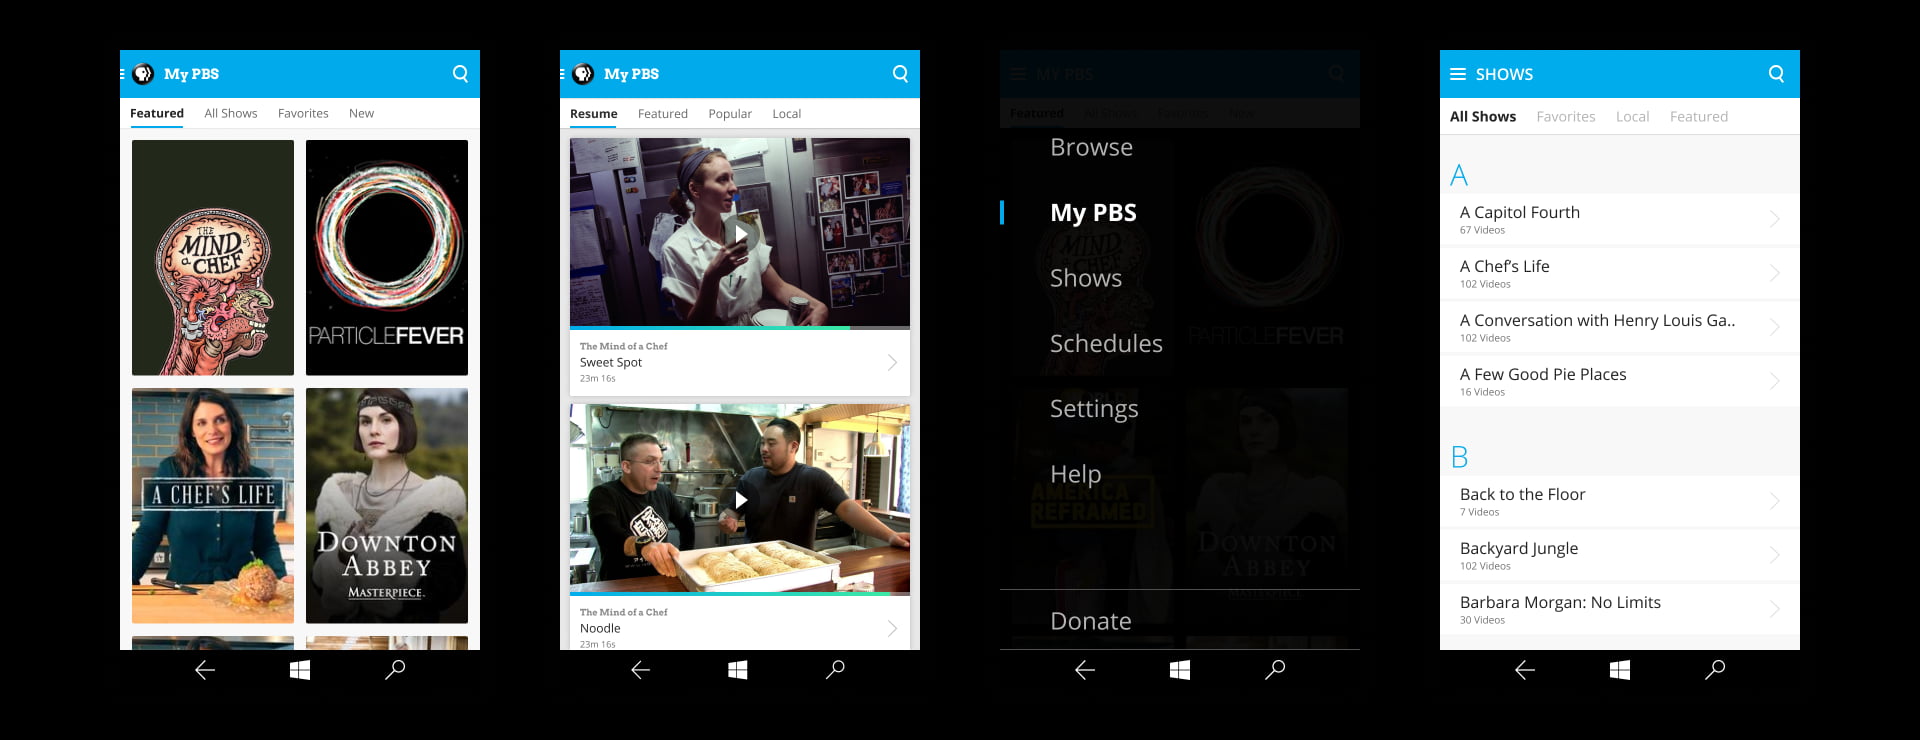 My PBS
Featured All Shows Favorites New
THE
MIND
of
a CHEF
PARTICLEFEVER
A CHEF'S LIFE
DOWNTON
ABBEY
MASTERPIECE.
My PBS
Resume Featured Popular Local
The Mind of a Chef
Sweet Spot
23m 16s
The Mind of a Chef
Noodle
23m 16s
MY PBS
Featured All Shows Favorites New
Browse
My PBS
Shows
Schedules
Settings
Help
Donate
MIND
a CHEF
PARTICLEFEVER
AMERICA
REFRAMED
DOWNTON
ABBEY
MASTERPIECE
SHOWS
All Shows Favorites Local Featured
A
A Capitol Fourth
67 Videos
A Chef's Life
102 Videos
A Conversation with Henry Louis Ga..
102 Videos
A Few Good Pie Places
16 Videos
B
Back to the Floor
7 Videos
Backyard Jungle
102 Videos
Barbara Morgan: No Limits
30 Videos